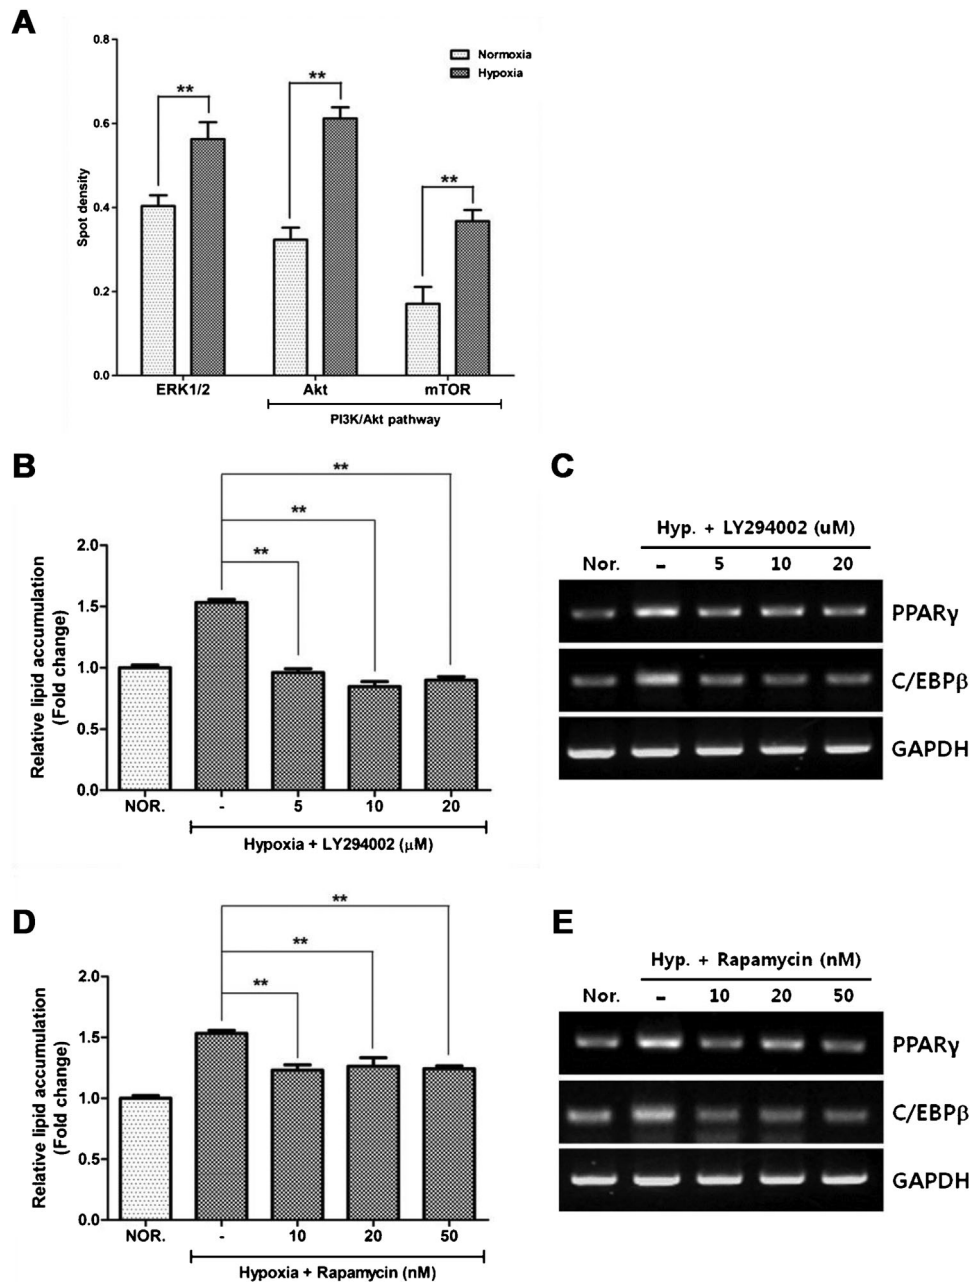 A
0.8
0.6
0.4
0.2
0.0
Spot density
Normoxia
Hypoxia
**
**
**
ERK1/2 Akt mTOR
PI3K/Akt pathway
B
2.0
1.5
1.0
0.5
0.0
Relative lipid accumulation
(Fold change)
**
**
**
NOR. - 5 10 20
Hypoxia + LY294002 (μM)
C
Hyp. + LY294002 (uM)
Nor. – 5 10 20
PPARγ
C/EBPβ
GAPDH
D
2.0
1.5
1.0
0.5
0.0
Relative lipid accumulation
(Fold change)
**
**
**
NOR. - 10 20 50
Hypoxia + Rapamycin (nM)
E
Hyp. + Rapamycin (nM)
Nor. – 10 20 50
PPARγ
C/EBPβ
GAPDH